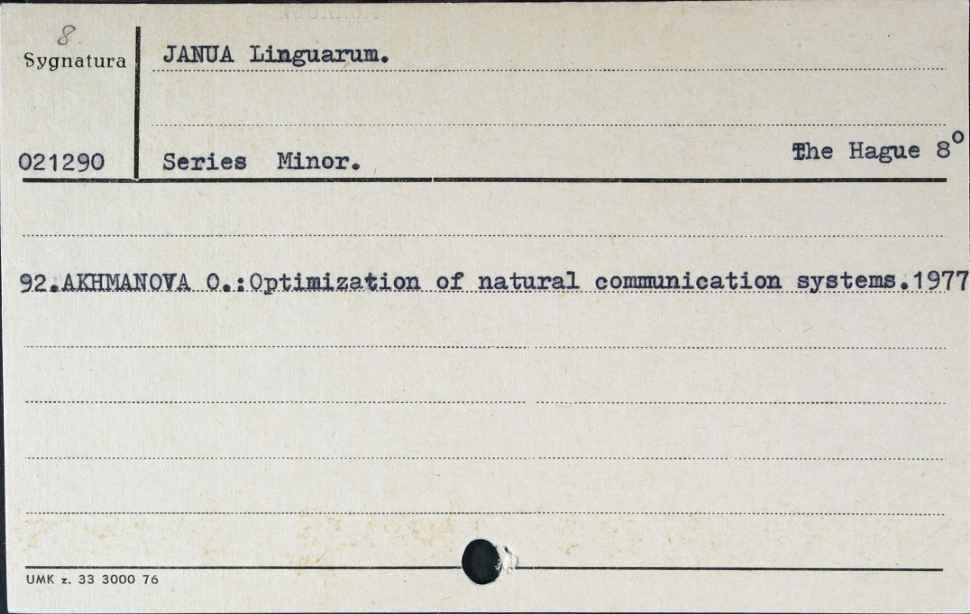 8
Sygnatura
JANUA Linguarum.
021290
Series Minor.
The Hague 8°
92.AKHMANOVA O.:Optimization of natural communication systems.1977
UMK z. 33 3000 76